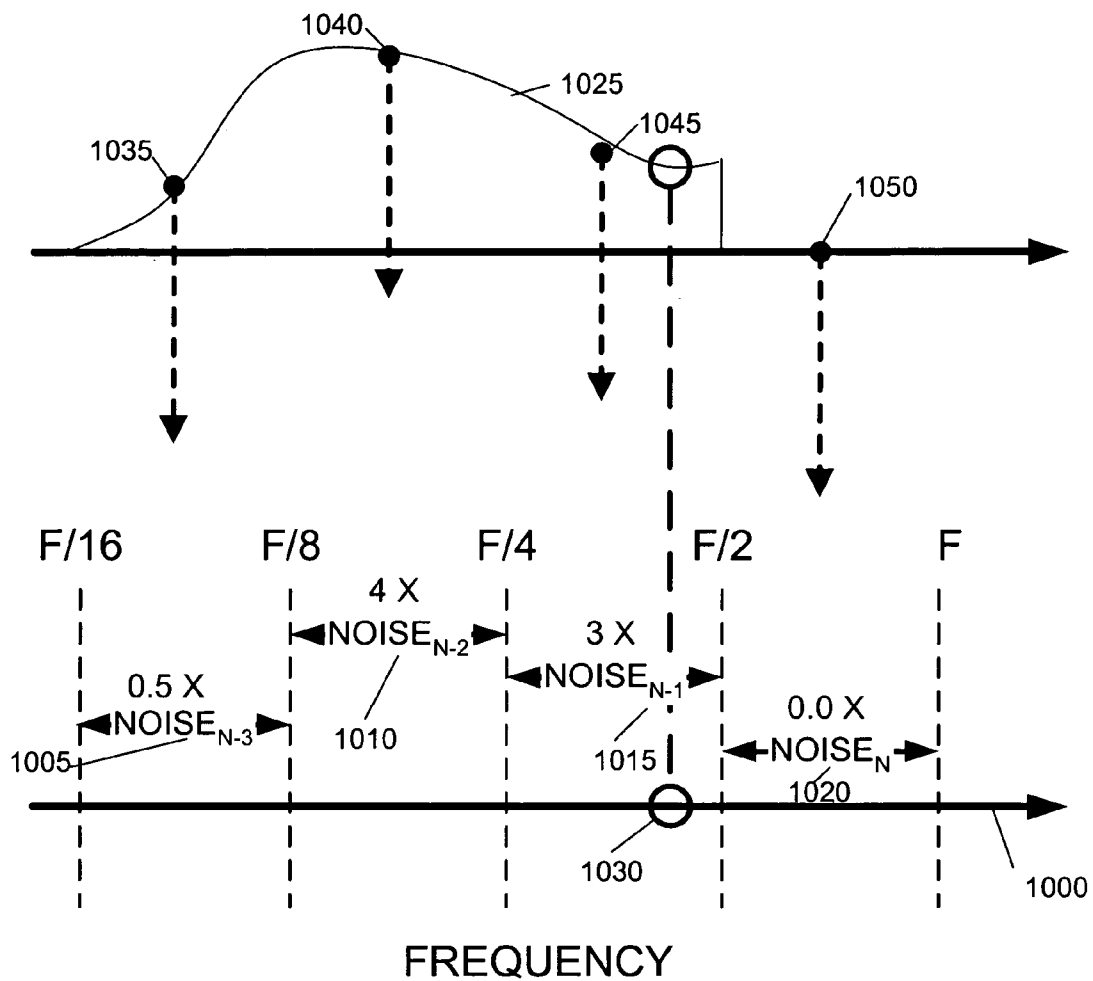 1040
1025
1045
1035
1050
F/16 F/8 F/4 F/2 F
4 X
NOISE_N-2
3 X
NOISE_N-1
0.5 X
NOISE_N-3
0.0 X
NOISE_N
1005
1010
1015
1020
1030
1000
FREQUENCY